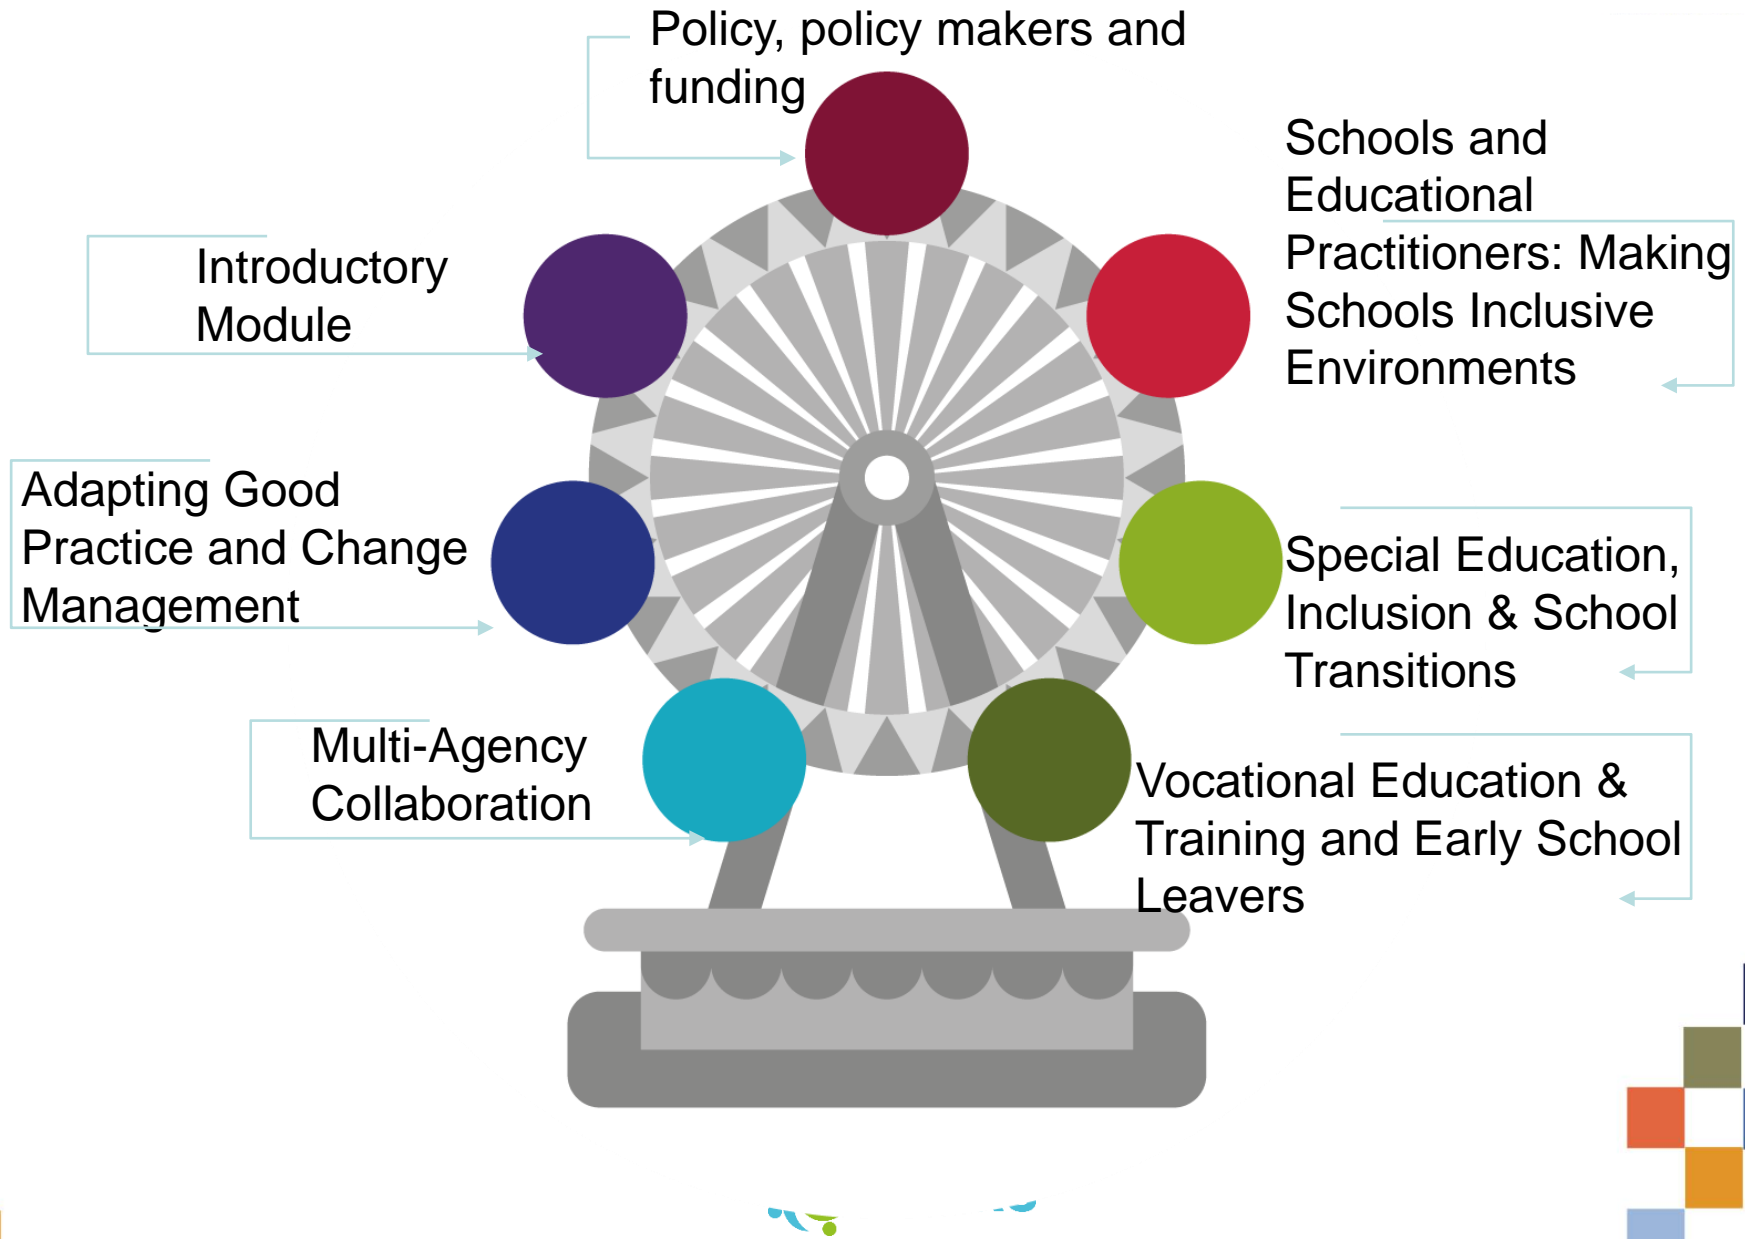 Policy, policy makers and
funding
Schools and
Educational
Practitioners: Making
Schools Inclusive
Environments
Introductory
Module
Adapting Good
Practice and Change
Management
Special Education,
Inclusion & School
Transitions
Multi-Agency
Collaboration
Vocational Education &
Training and Early School
Leavers